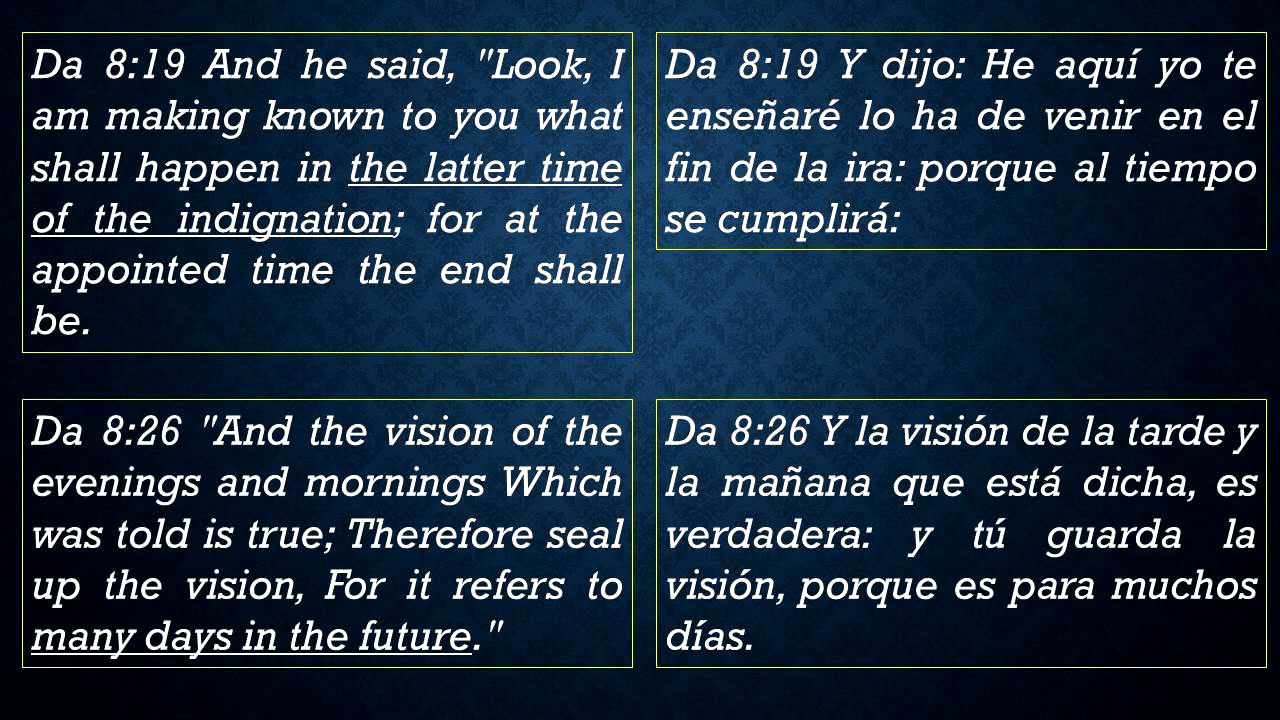 Da 8:19 And he said, "Look, I
am making known to you what
shall happen in the latter time
of the indignation; for at the
appointed time the end shall
be.
Da 8:19 Y dijo: He aquí yo te
enseñaré lo ha de venir en el
fin de la ira: porque al tiempo
se cumplirá:
Da 8:26 "And the vision of the
evenings and mornings Which
was told is true; Therefore seal
up the vision, For it refers to
many days in the future."
Da 8:26 Y la visión de la tarde y
la mañana que está dicha, es
verdadera: y tú guarda la
visión, porque es para muchos
días.